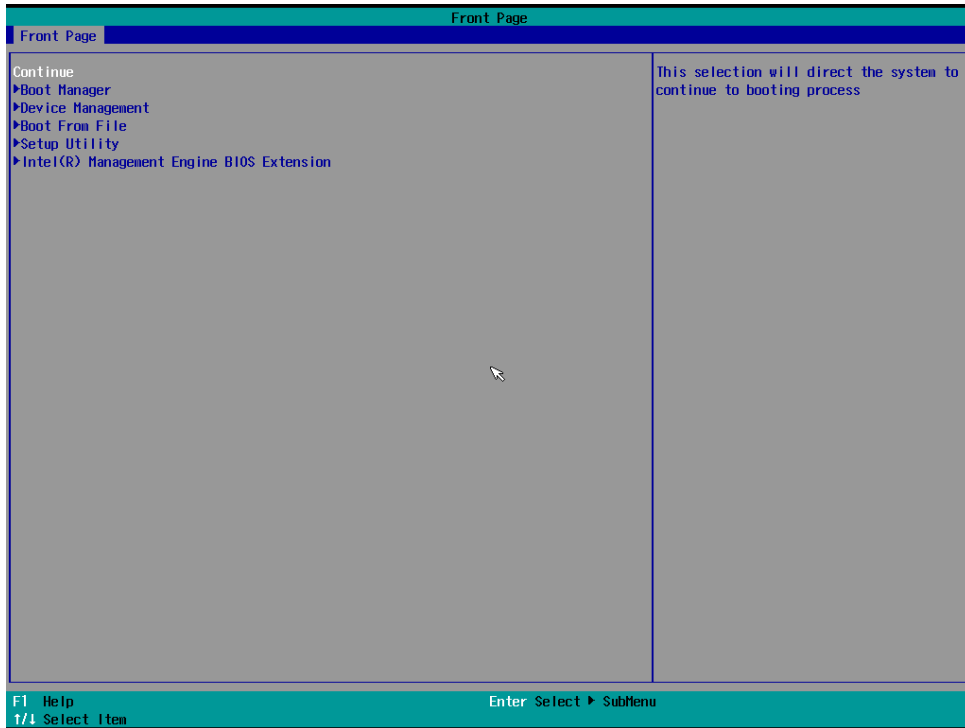 Front Page
Front Page
Continue
▶Boot Manager
▶Device Management
▶Boot From File
▶Setup Utility
▶Intel(R) Management Engine BIOS Extension
This selection will direct the system to
continue to booting process
F1 Help
Enter Select ▶ SubMenu
↑/↓ Select Item